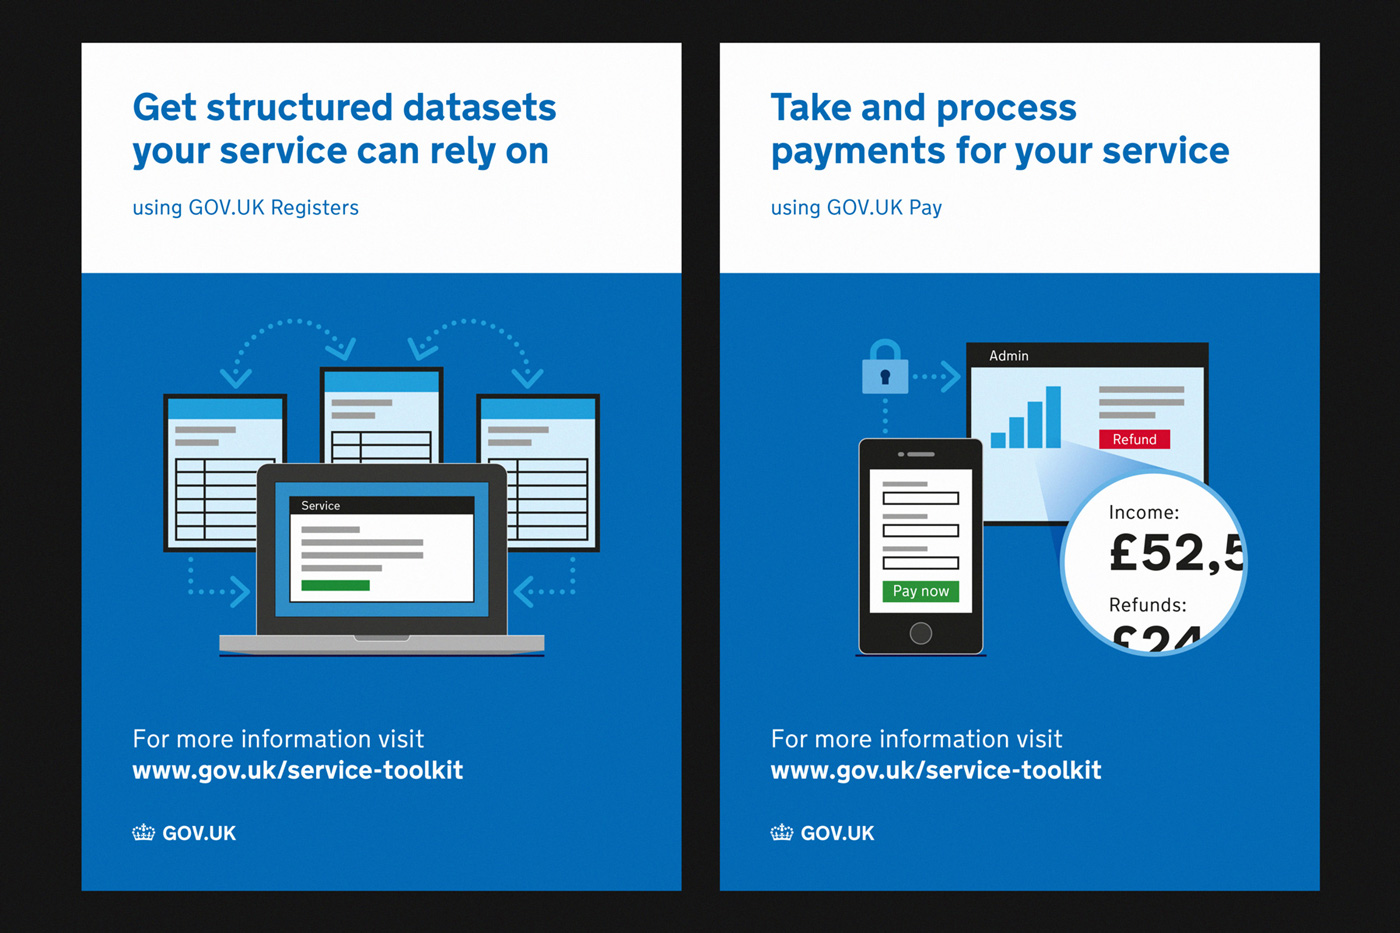 Get structured datasets
your service can rely on
using GOV.UK Registers
Service
For more information visit
www.gov.uk/service-toolkit
GOV.UK
Take and process
payments for your service
using GOV.UK Pay
Admin
Refund
Income:
£52,5
Refunds:
£24
Pay now
For more information visit
www.gov.uk/service-toolkit
GOV.UK